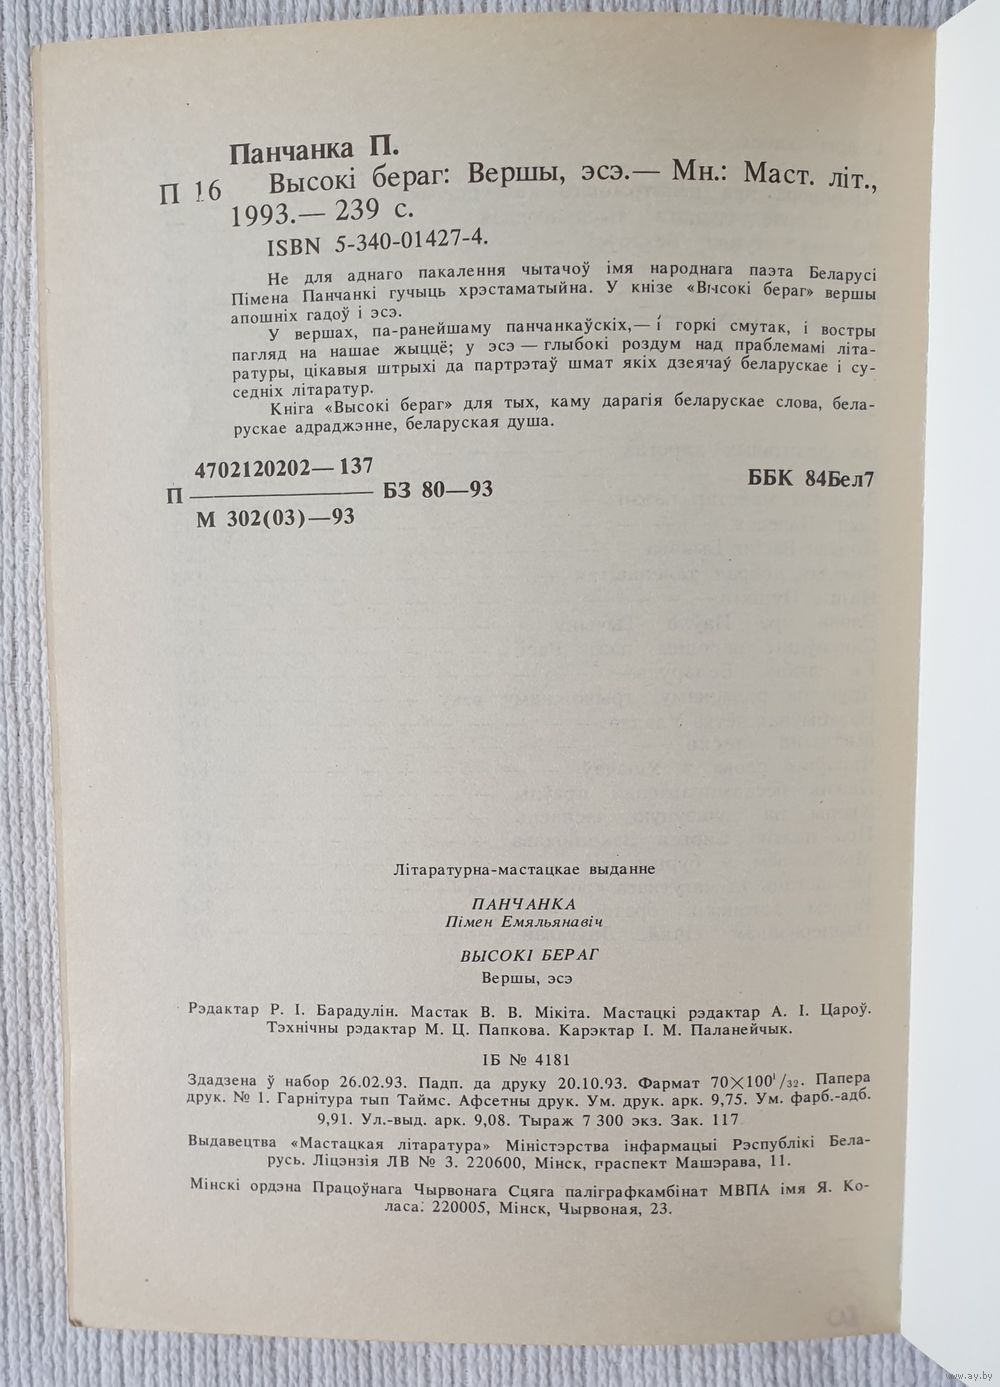 Панчанка П.
П 16 Высокі бераг: Вершы, эсэ.— Мн.: Маст. літ.,
1993.— 239 с.
ISBN 5-340-01427-4.
Не для аднаго пакалення чытачоў імя народнага паэта Беларусі
Пімена Панчанкі гучыць хрэстаматыйна. У кнізе «Высокі бераг» вершы
апошніх гадоў і эсэ.
У вершах, па-ранейшаму панчанкаўскіх,— і горкі смутак, і востры
пагляд на нашае жыццё; у эсэ — глыбокі роздум над праблемамі літа-
ратуры, цікавыя штрыхі да партрэтаў шмат якіх дзеячаў беларускае і су-
седніх літаратур.
Кніга «Высокі бераг» для тых, каму дарагія беларускае слова, бела-
рускае адраджэнне, беларуская душа.
4702120202—137
П ———— БЗ 80—93 ББК 84Бел7
М 302(03)—93
Літаратурна-мастацкае выданне
ПАНЧАНКА
Пімен Емяльянавіч
ВЫСОКІ БЕРАГ
Вершы, эсэ
Рэдактар Р. І. Барадулін. Мастак В. В. Мікіта. Мастацкі рэдактар А. І. Цароў.
Тэхнічны рэдактар М. Ц. Папкова. Карэктар І. М. Паланейчык.
ІБ № 4181
Здадзена ў набор 26.02.93. Падп. да друку 20.10.93. Фармат 70×100¹/₃₂. Папера
друк. № 1. Гарнітура тып Таймс. Афсетны друк. Ум. друк. арк. 9,75. Ум. фарб.-адб.
9,91. Ул.-выд. арк. 9,08. Тыраж 7 300 экз. Зак. 117
Выдавецтва «Мастацкая літаратура» Міністэрства інфармацыі Рэспублікі Бела-
русь. Ліцэнзія ЛВ № 3. 220600, Мінск, праспект Машэрава, 11.
Мінскі ордэна Працоўнага Чырвонага Сцяга паліграфкамбінат МВПА імя Я. Ко-
ласа. 220005, Мінск, Чырвоная, 23.
www.ay.by